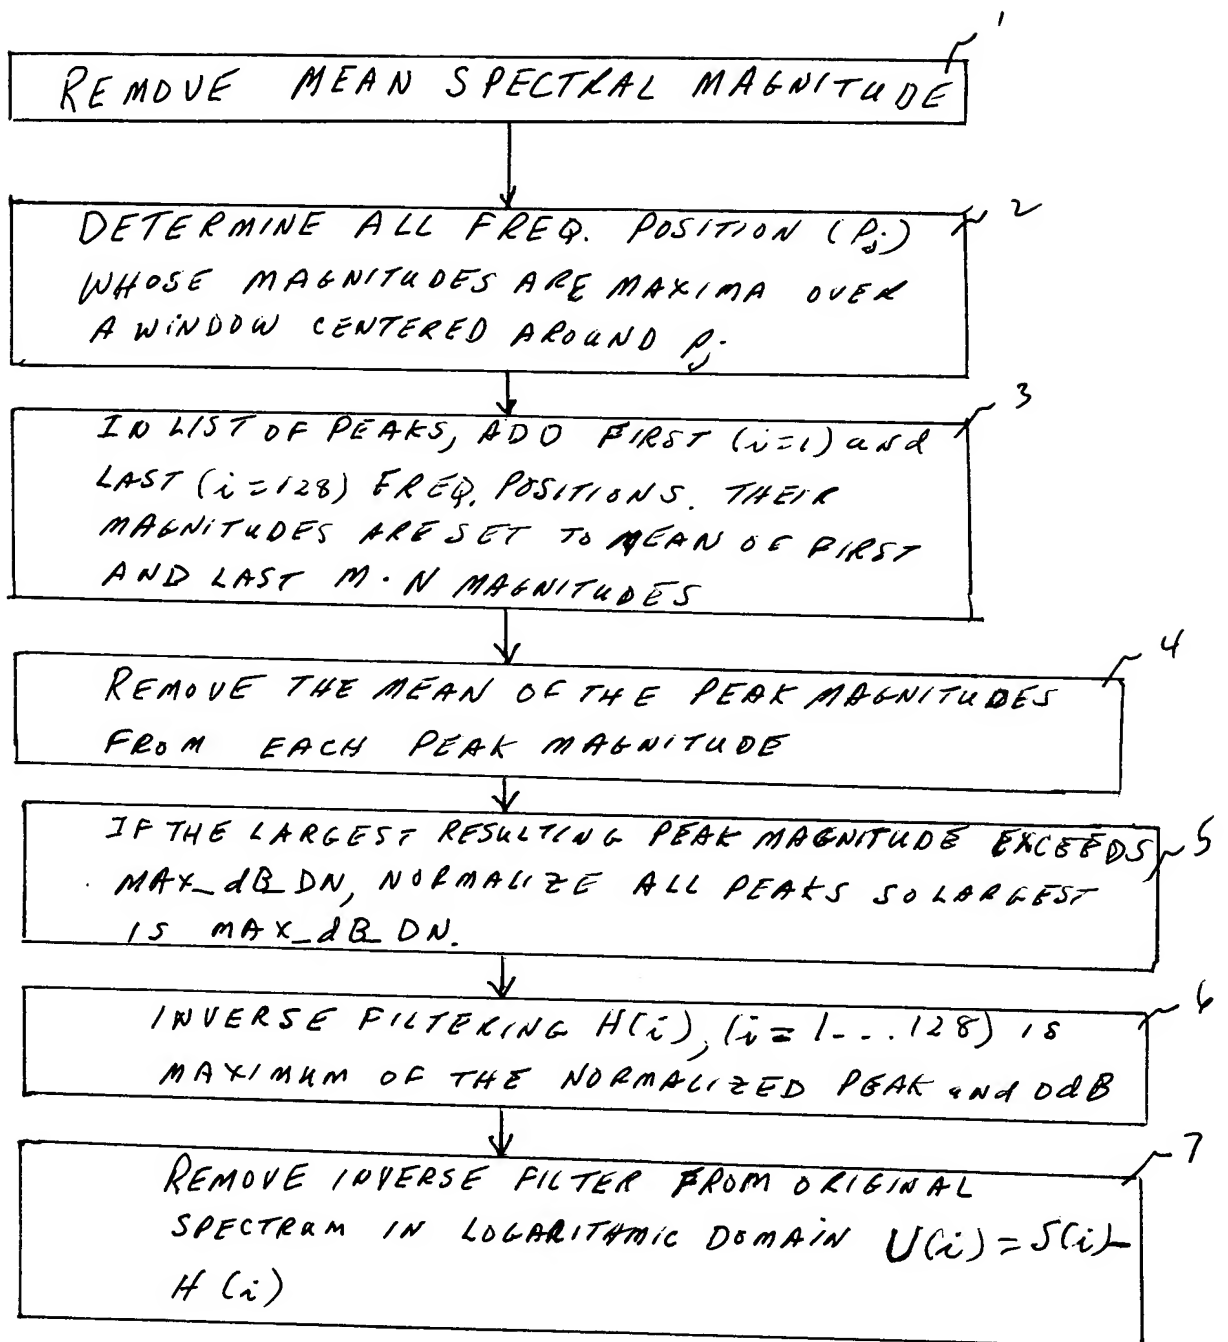 1
REMOVE MEAN SPECTRAL MAGNITUDE
2
DETERMINE ALL FREQ. POSITION (Pj)
WHOSE MAGNITUDES ARE MAXIMA OVER
A WINDOW CENTERED AROUND Pj.
3
IN LIST OF PEAKS, ADD FIRST (i=1) and
LAST (i=128) FREQ. POSITIONS. THEIR
MAGNITUDES ARE SET TO MEAN OF FIRST
AND LAST M·N MAGNITUDES
4
REMOVE THE MEAN OF THE PEAK MAGNITUDES
FROM EACH PEAK MAGNITUDE
IF THE LARGEST RESULTING PEAK MAGNITUDE EXCEEDS
5
MAX_dB_DN, NORMALIZE ALL PEAKS SO LARGEST
IS MAX_dB_DN.
6
INVERSE FILTERING H(i), (i=1-...128) IS
MAXIMUM OF THE NORMALIZED PEAK and 0dB
7
REMOVE INVERSE FILTER FROM ORIGINAL
SPECTRUM IN LOGARITHMIC DOMAIN U(i)=S(i)-
H(i)